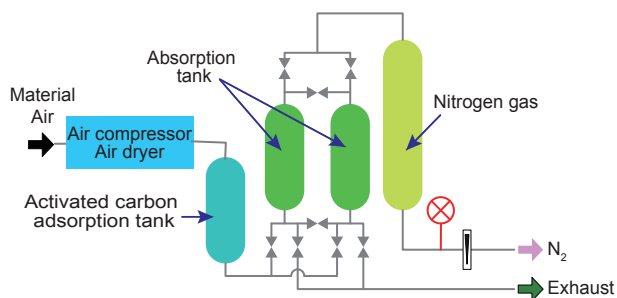 Absorption
tank
Material
Air
Air compressor
Air dryer
Nitrogen gas
Activated carbon
adsorption tank
N₂
Exhaust